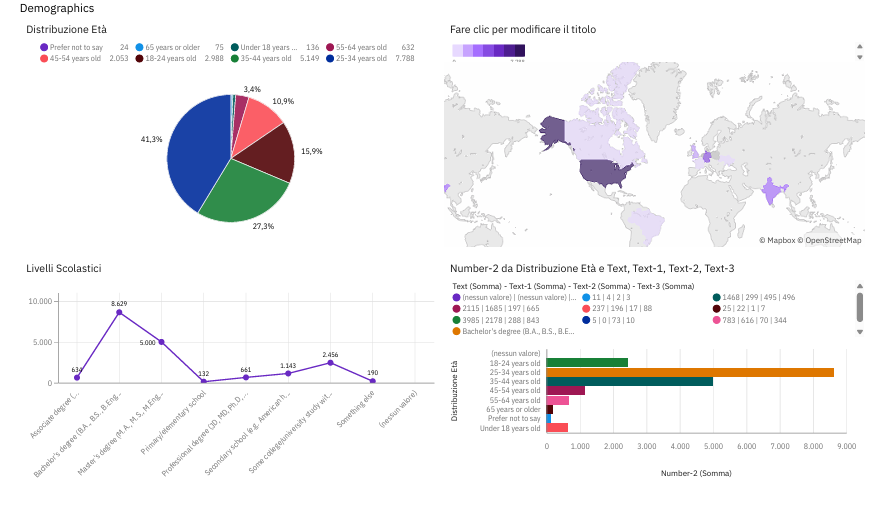 Demographics
Distribuzione Età
Prefer not to say 24
65 years or older 75
Under 18 years ... 136
55-64 years old 632
45-54 years old 2.053
18-24 years old 2.988
35-44 years old 5.149
25-34 years old 7.788
3,4%
10,9%
15,9%
27,3%
41,3%
Fare clic per modificare il titolo
© Mapbox © OpenStreetMap
Livelli Scolastici
10.000
5.000
0
634
8.629
5.000
132
661
1.143
2.456
190
Associate degree (...
Bachelor's degree (B.A., B.S., B.Eng...
Master's degree (M.A., M.S., M.Eng...
Primary/elementary school
Professional degree (JD, MD, Ph.D, ...
Secondary school (e.g. American h...
Some college/university study wit...
Something else
(nessun valore)
Number-2 da Distribuzione Età e Text, Text-1, Text-2, Text-3
Text (Somma) - Text-1 (Somma) - Text-2 (Somma) - Text-3 (Somma)
(nessun valore) | (nessun valore) |...
11 | 4 | 2 | 3
1468 | 299 | 495 | 496
2115 | 1685 | 197 | 665
237 | 196 | 17 | 88
25 | 22 | 1 | 7
3985 | 2178 | 288 | 843
5 | 0 | 73 | 10
783 | 616 | 70 | 344
Bachelor's degree (B.A., B.S., B.E...
Distribuzione Età
(nessun valore)
18-24 years old
25-34 years old
35-44 years old
45-54 years old
55-64 years old
65 years or older
Prefer not to say
Under 18 years old
0
1.000
2.000
3.000
4.000
5.000
6.000
7.000
8.000
9.000
Number-2 (Somma)